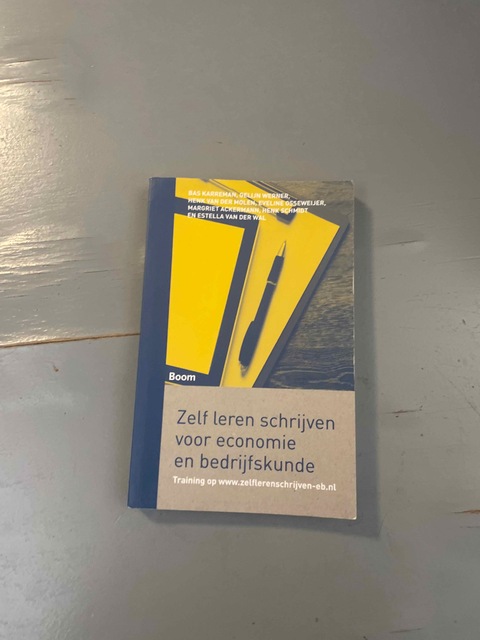 BAS KARREMAN, GELLIN WERNER,
HENK VAN DER MOLEN, EVELINE OSSEWEIJER,
MARGRIET ACKERMANN, HENK SCHMIDT
EN ESTELLA VAN DER WAL
Boom
Zelf leren schrijven
voor economie
en bedrijfskunde
Training op www.zelflerenschrijven-eb.nl